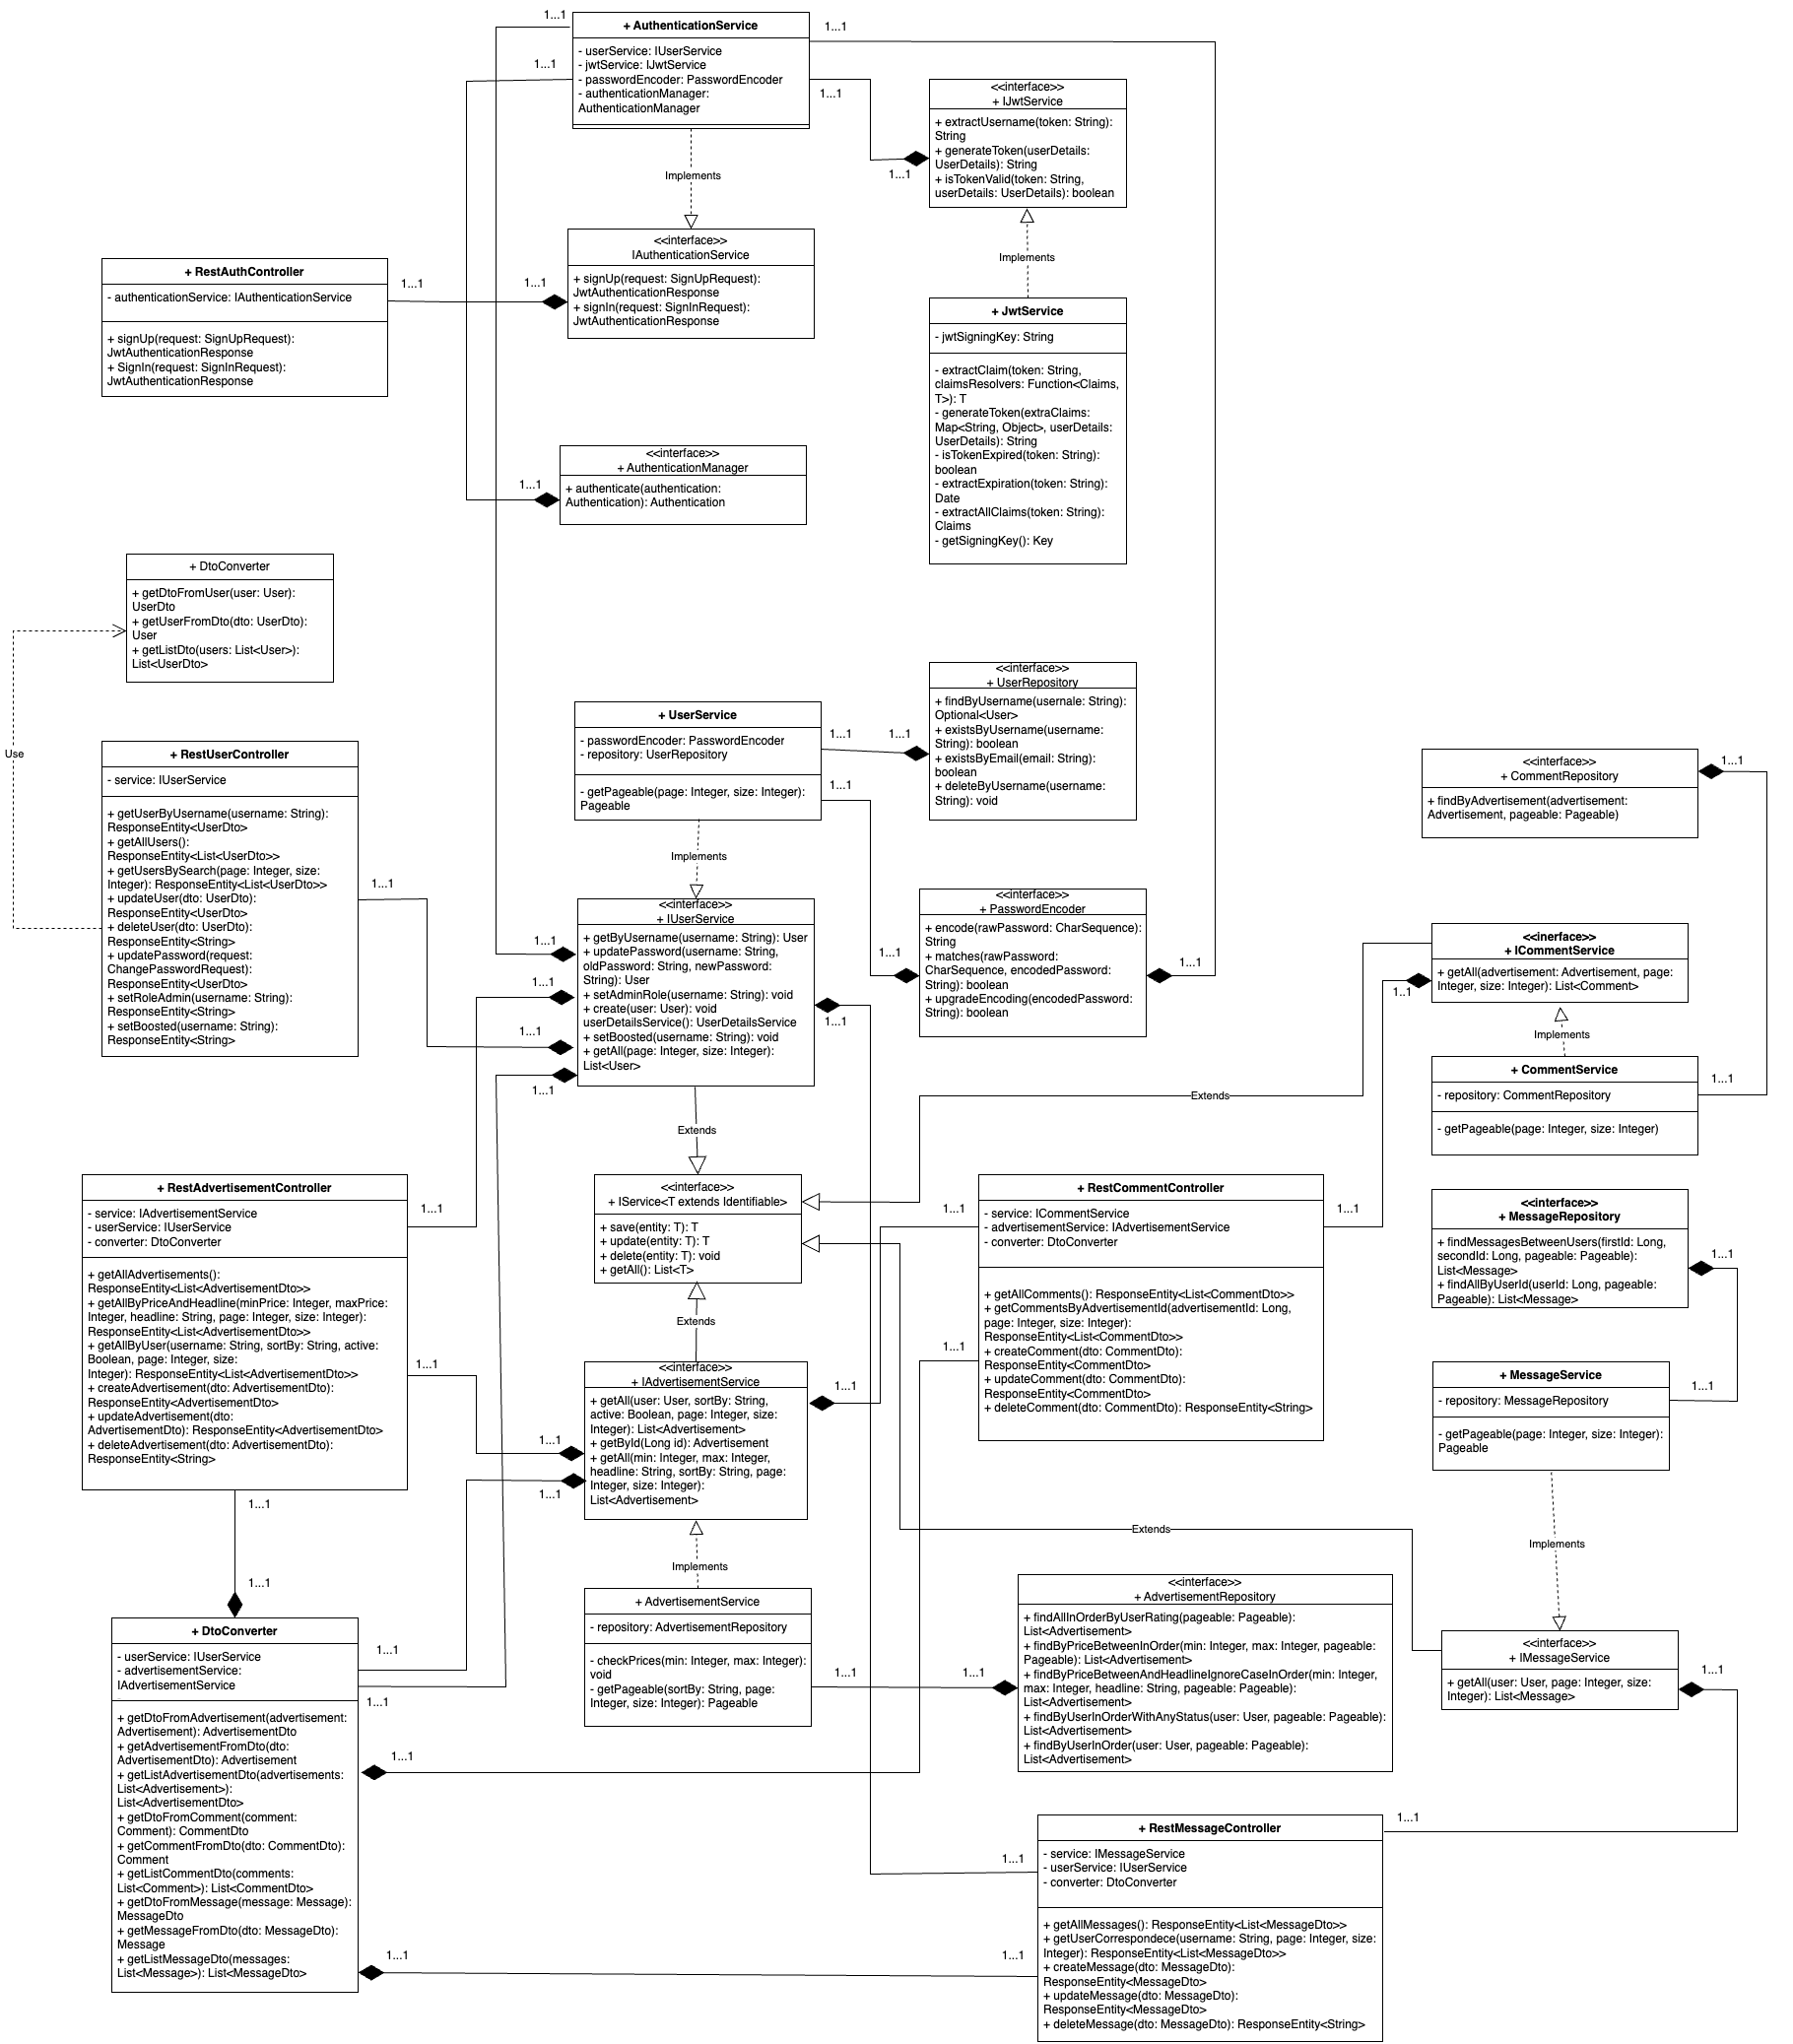 1...1
+ AuthenticationService
1...1
- userService: IUserService
- jwtService: IJwtService
- passwordEncoder: PasswordEncoder
- authenticationManager:
AuthenticationManager
1...1
1...1
<<interface>>
+ IJwtService
+ extractUsername(token: String):
String
+ generateToken(userDetails:
UserDetails): String
+ isTokenValid(token: String,
userDetails: UserDetails): boolean
1...1
Implements
<<interface>>
IAuthenticationService
+ signUp(request: SignUpRequest):
JwtAuthenticationResponse
+ signIn(request: SignInRequest):
JwtAuthenticationResponse
Implements
+ RestAuthController
- authenticationService: IAuthenticationService
+ signUp(request: SignUpRequest):
JwtAuthenticationResponse
+ SignIn(request: SignInRequest):
JwtAuthenticationResponse
1...1
1...1
+ JwtService
- jwtSigningKey: String
- extractClaim(token: String,
claimsResolvers: Function<Claims,
T>): T
- generateToken(extraClaims:
Map<String, Object>, userDetails:
UserDetails): String
- isTokenExpired(token: String):
boolean
- extractExpiration(token: String):
Date
- extractAllClaims(token: String):
Claims
- getSigningKey(): Key
<<interface>>
+ AuthenticationManager
+ authenticate(authentication:
Authentication): Authentication
1...1
+ DtoConverter
+ getDtoFromUser(user: User):
UserDto
+ getUserFromDto(dto: UserDto):
User
+ getListDto(users: List<User>):
List<UserDto>
Use
<<interface>>
+ UserRepository
+ findByUsername(usernale: String):
Optional<User>
+ existsByUsername(username:
String): boolean
+ existsByEmail(email: String):
boolean
+ deleteByUsername(username:
String): void
+ UserService
- passwordEncoder: PasswordEncoder
- repository: UserRepository
- getPageable(page: Integer, size: Integer):
Pageable
1...1
1...1
1...1
Implements
+ RestUserController
- service: IUserService
+ getUserByUsername(username: String):
ResponseEntity<UserDto>
+ getAllUsers():
ResponseEntity<List<UserDto>>
+ getUsersBySearch(page: Integer, size:
Integer): ResponseEntity<List<UserDto>>
+ updateUser(dto: UserDto):
ResponseEntity<UserDto>
+ deleteUser(dto: UserDto):
ResponseEntity<String>
+ updatePassword(request:
ChangePasswordRequest):
ResponseEntity<UserDto>
+ setRoleAdmin(username: String):
ResponseEntity<String>
+ setBoosted(username: String):
ResponseEntity<String>
1...1
<<interface>>
+ CommentRepository
+ findByAdvertisement(advertisement:
Advertisement, pageable: Pageable)
1...1
<<interface>>
+ IUserService
+ getByUsername(username: String): User
+ updatePassword(username: String,
oldPassword: String, newPassword:
String): User
+ setAdminRole(username: String): void
+ create(user: User): void
userDetailsService(): UserDetailsService
+ setBoosted(username: String): void
+ getAll(page: Integer, size: Integer):
List<User>
1...1
1...1
1...1
1...1
1...1
<<interface>>
+ PasswordEncoder
+ encode(rawPassword: CharSequence):
String
+ matches(rawPassword:
CharSequence, encodedPassword:
String): boolean
+ upgradeEncoding(encodedPassword:
String): boolean
1...1
1...1
<<interface>>
+ ICommentService
+ getAll(advertisement: Advertisement, page:
Integer, size: Integer): List<Comment>
1..1
Implements
+ CommentService
- repository: CommentRepository
- getPageable(page: Integer, size: Integer)
1...1
Extends
Extends
+ RestAdvertisementController
- service: IAdvertisementService
- userService: IUserService
- converter: DtoConverter
+ getAllAdvertisements():
ResponseEntity<List<AdvertisementDto>>
+ getAllByPriceAndHeadline(minPrice: Integer, maxPrice:
Integer, headline: String, page: Integer, size: Integer):
ResponseEntity<List<AdvertisementDto>>
+ getAllByUser(username: String, sortBy: String, active:
Boolean, page: Integer, size:
Integer): ResponseEntity<List<AdvertisementDto>>
+ createAdvertisement(dto: AdvertisementDto):
ResponseEntity<AdvertisementDto>
+ updateAdvertisement(dto:
AdvertisementDto): ResponseEntity<AdvertisementDto>
+ deleteAdvertisement(dto: AdvertisementDto):
ResponseEntity<String>
1...1
1...1
1...1
<<interface>>
+ IService<T extends Identifiable>
+ save(entity: T): T
+ update(entity: T): T
+ delete(entity: T): void
+ getAll(): List<T>
Extends
+ RestCommentController
- service: ICommentService
- advertisementService: IAdvertisementService
- converter: DtoConverter
+ getAllComments(): ResponseEntity<List<CommentDto>>
+ getCommentsByAdvertisementId(advertisementId: Long,
page: Integer, size: Integer):
ResponseEntity<List<CommentDto>>
+ createComment(dto: CommentDto):
ResponseEntity<CommentDto>
+ updateComment(dto: CommentDto):
ResponseEntity<CommentDto>
+ deleteComment(dto: CommentDto): ResponseEntity<String>
1...1
1...1
1...1
<<interface>>
+ MessageRepository
+ findMessagesBetweenUsers(firstId: Long,
secondId: Long, pageable: Pageable):
List<Message>
+ findAllByUserId(userId: Long, pageable:
Pageable): List<Message>
1...1
+ MessageService
- repository: MessageRepository
- getPageable(page: Integer, size: Integer):
Pageable
1...1
Implements
<<interface>>
+ IAdvertisementService
+ getAll(user: User, sortBy: String,
active: Boolean, page: Integer, size:
Integer): List<Advertisement>
+ getById(Long id): Advertisement
+ getAll(min: Integer, max: Integer,
headline: String, sortBy: String, page:
Integer, size: Integer):
List<Advertisement>
1...1
1...1
1...1
Extends
Implements
+ AdvertisementService
- repository: AdvertisementRepository
- checkPrices(min: Integer, max: Integer):
void
- getPageable(sortBy: String, page:
Integer, size: Integer): Pageable
1...1
1...1
<<interface>>
+ AdvertisementRepository
+ findAllInOrderByUserRating(pageable: Pageable):
List<Advertisement>
+ findByPriceBetweenInOrder(min: Integer, max: Integer, pageable:
Pageable): List<Advertisement>
+ findByPriceBetweenAndHeadlineIgnoreCaseInOrder(min: Integer,
max: Integer, headline: String, pageable: Pageable):
List<Advertisement>
+ findByUserInOrderWithAnyStatus(user: User, pageable: Pageable):
List<Advertisement>
+ findByUserInOrder(user: User, pageable: Pageable):
List<Advertisement>
<<interface>>
+ IMessageService
+ getAll(user: User, page: Integer, size:
Integer): List<Message>
1...1
1...1
+ DtoConverter
- userService: IUserService
- advertisementService:
IAdvertisementService
+ getDtoFromAdvertisement(advertisement:
Advertisement): AdvertisementDto
+ getAdvertisementFromDto(dto:
AdvertisementDto): Advertisement
+ getListAdvertisementDto(advertisements:
List<Advertisement>):
List<AdvertisementDto>
+ getDtoFromComment(comment:
Comment): CommentDto
+ getCommentFromDto(dto: CommentDto):
Comment
+ getListCommentDto(comments:
List<Comment>): List<CommentDto>
+ getDtoFromMessage(message: Message):
MessageDto
+ getMessageFromDto(dto: MessageDto):
Message
+ getListMessageDto(messages:
List<Message>): List<MessageDto>
1...1
1...1
1...1
1...1
+ RestMessageController
- service: IMessageService
- userService: IUserService
- converter: DtoConverter
+ getAllMessages(): ResponseEntity<List<MessageDto>>
+ getUserCorrespondece(username: String, page: Integer, size:
Integer): ResponseEntity<List<MessageDto>>
+ createMessage(dto: MessageDto):
ResponseEntity<MessageDto>
+ updateMessage(dto: MessageDto):
ResponseEntity<MessageDto>
+ deleteMessage(dto: MessageDto): ResponseEntity<String>
1...1
1...1
1...1